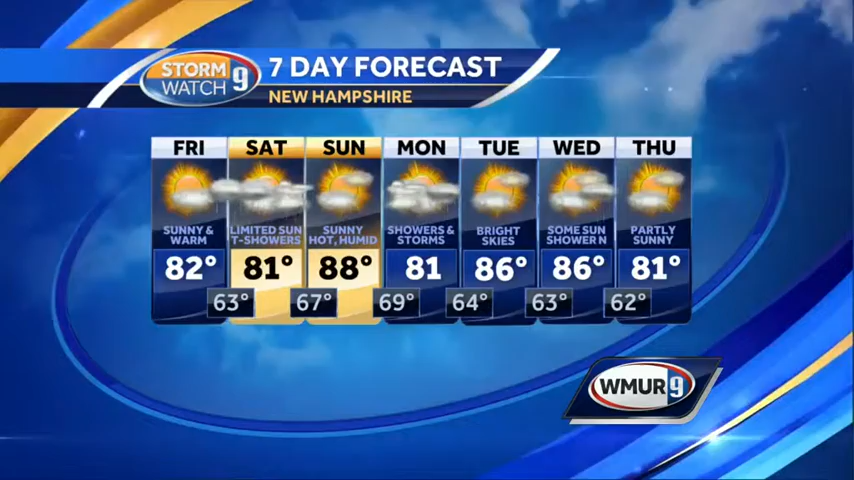 STORM
WATCH 9
7 DAY FORECAST
NEW HAMPSHIRE
FRI SAT SUN MON TUE WED THU
SUNNY & WARM
LIMITED SUN T-SHOWERS
SUNNY HOT, HUMID
SHOWERS & STORMS
BRIGHT SKIES
SOME SUN SHOWER N
PARTLY SUNNY
82° 81° 88° 81 86° 86° 81°
63° 67° 69° 64° 63° 62°
WMUR 9